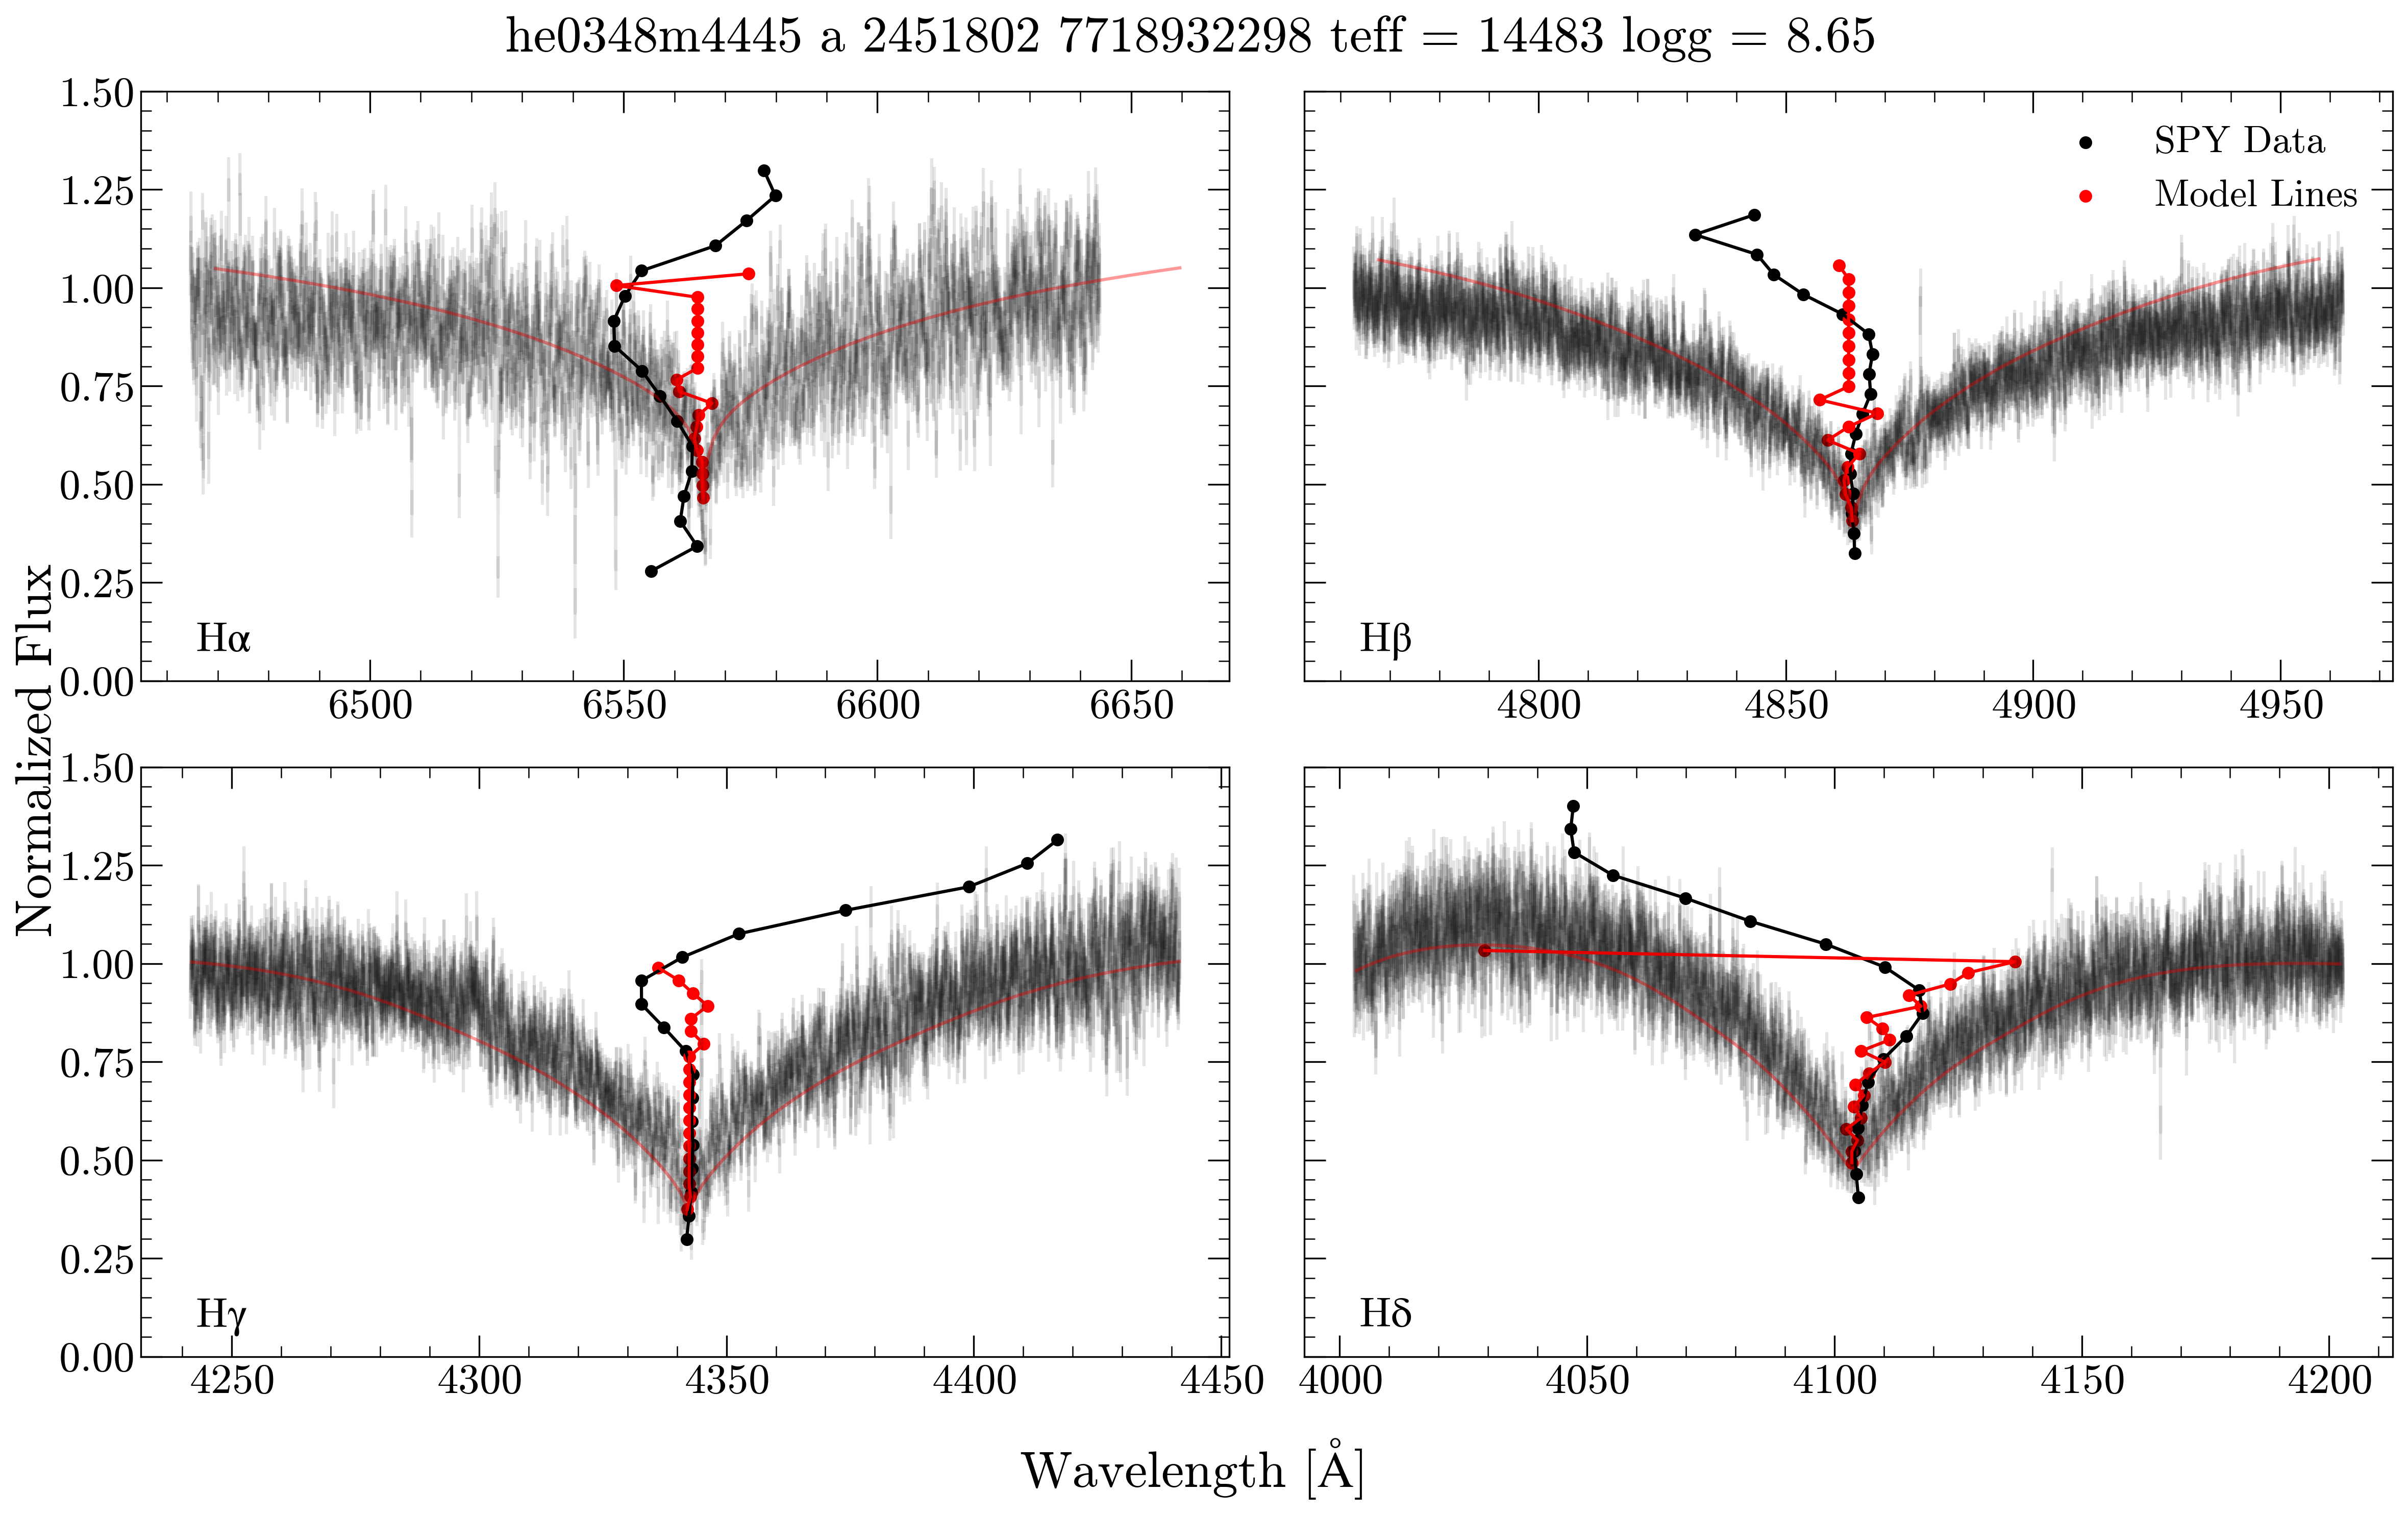 he0348m4445 a 2451802 7718932298 teff = 14483 logg = 8.65
Normalized Flux
1.50
1.25
1.00
0.75
0.50
0.25
0.00
Hα
6500 6550 6600 6650
SPY Data
Model Lines
Hβ
4800 4850 4900 4950
1.50
1.25
1.00
0.75
0.50
0.25
0.00
Hγ
4250 4300 4350 4400 4450
Hδ
4000 4050 4100 4150 4200
Wavelength [Å]